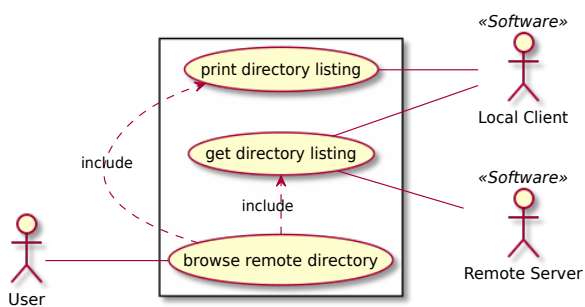 «Software»
print directory listing
Local Client
include
get directory listing
«Software»
include
browse remote directory
Remote Server
User